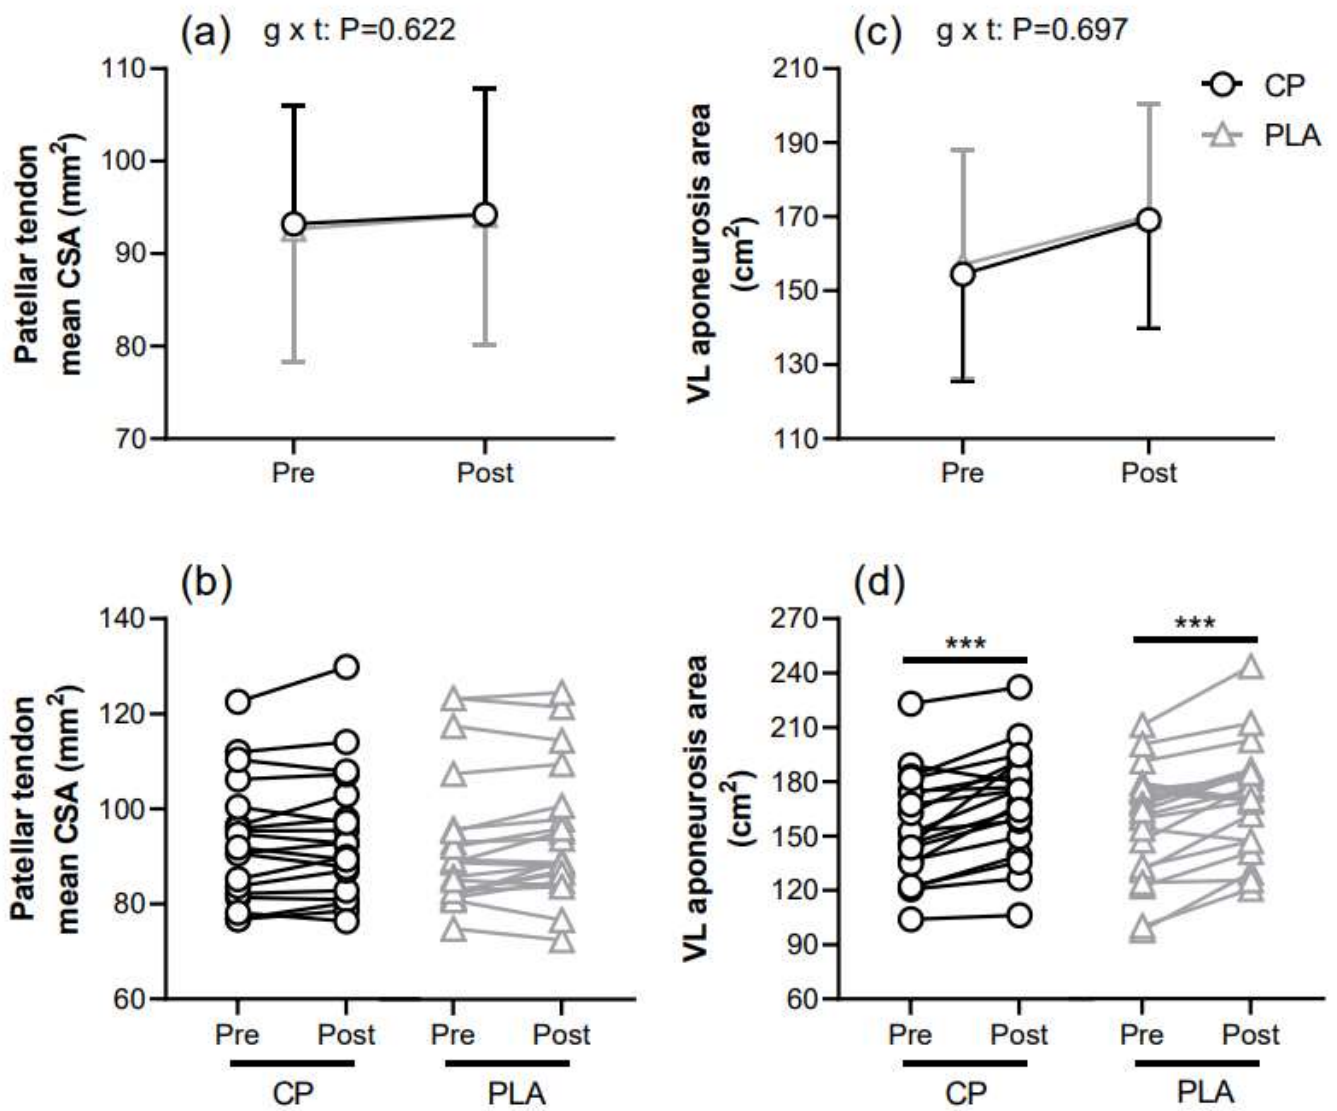 (a) g x t: P=0.622
110
100
90
80
70
Patellar tendon
mean CSA (mm²)
Pre Post
(c) g x t: P=0.697
210
190
170
150
130
110
VL aponeurosis area
(cm²)
Pre Post
CP
PLA
(b)
140
120
100
80
60
Patellar tendon
mean CSA (mm²)
Pre Post Pre Post
CP PLA
(d)
270
240
210
180
150
120
90
60
VL aponeurosis area
(cm²)
*** ***
Pre Post Pre Post
CP PLA